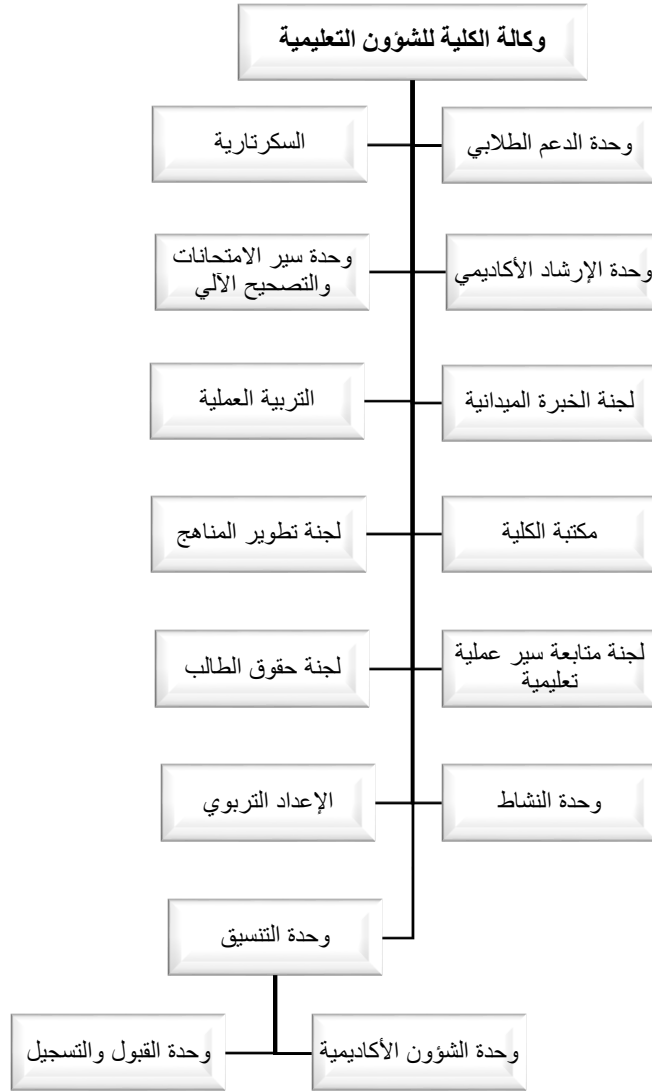 وكالة الكلية للشؤون التعليمية
وحدة الدعم الطلابي
السكرتارية
وحدة الإرشاد الأكاديمي
وحدة سير الامتحانات
والتصحيح الآلي
لجنة الخبرة الميدانية
التربية العملية
مكتبة الكلية
لجنة تطوير المناهج
لجنة متابعة سير عملية
تعليمية
لجنة حقوق الطالب
وحدة النشاط
الإعداد التربوي
وحدة التنسيق
وحدة الشؤون الأكاديمية
وحدة القبول والتسجيل